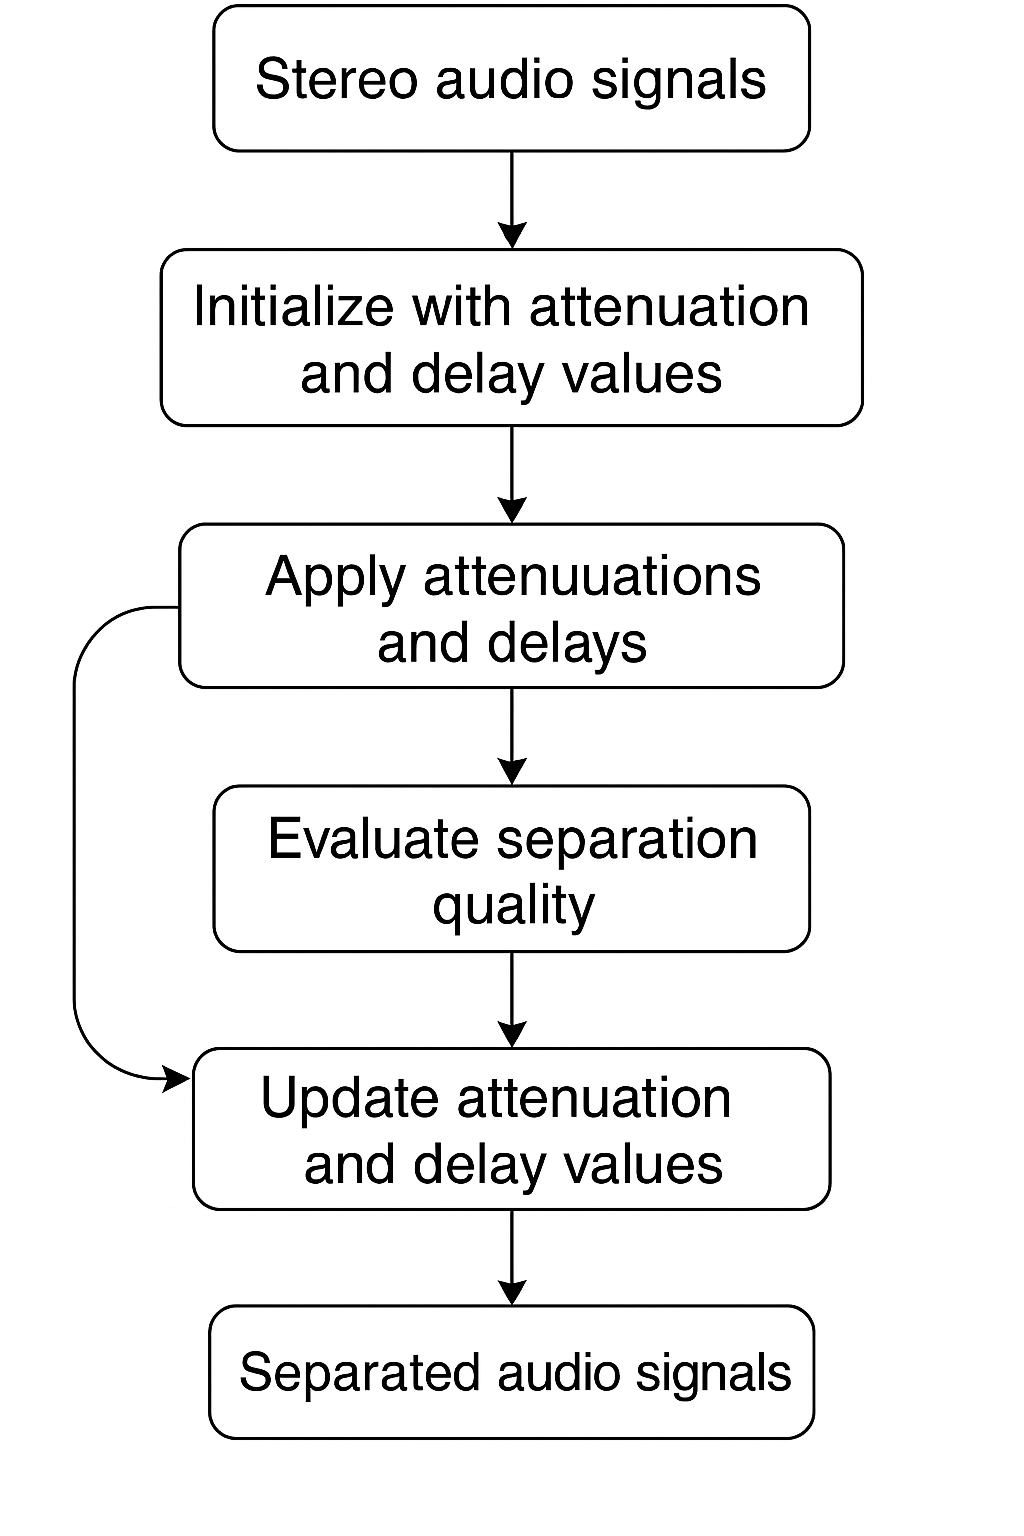 Stereo audio signals
Initialize with attenuation
and delay values
Apply attenuuations
and delays
Evaluate separation
quality
Update attenuation
and delay values
Separated audio signals